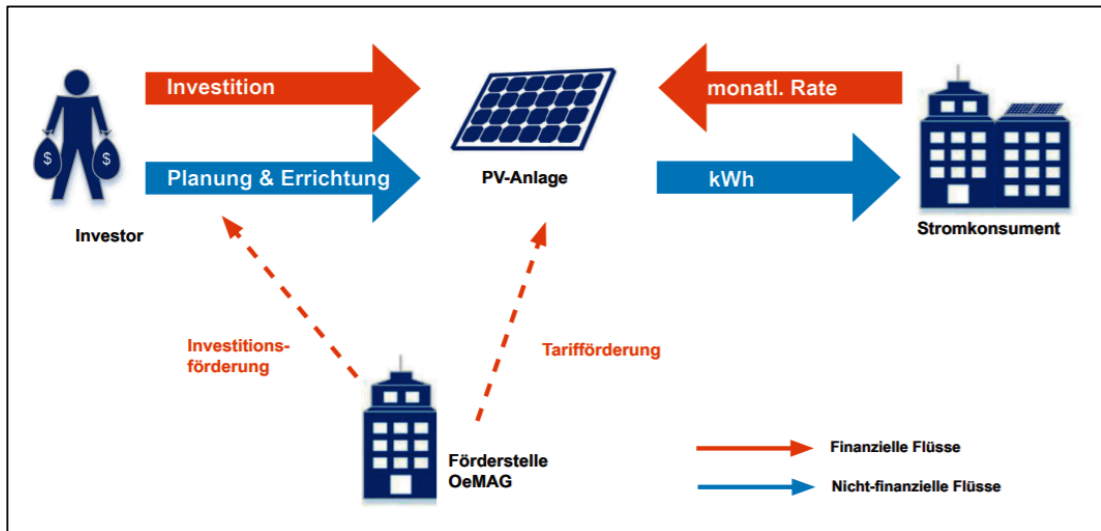 Investition
monatl. Rate
$
$
Planung & Errichtung
PV-Anlage
kWh
Investor
Stromkonsument
Investitions-
förderung
Tarifförderung
Förderstelle
OeMAG
Finanzielle Flüsse
Nicht-finanzielle Flüsse